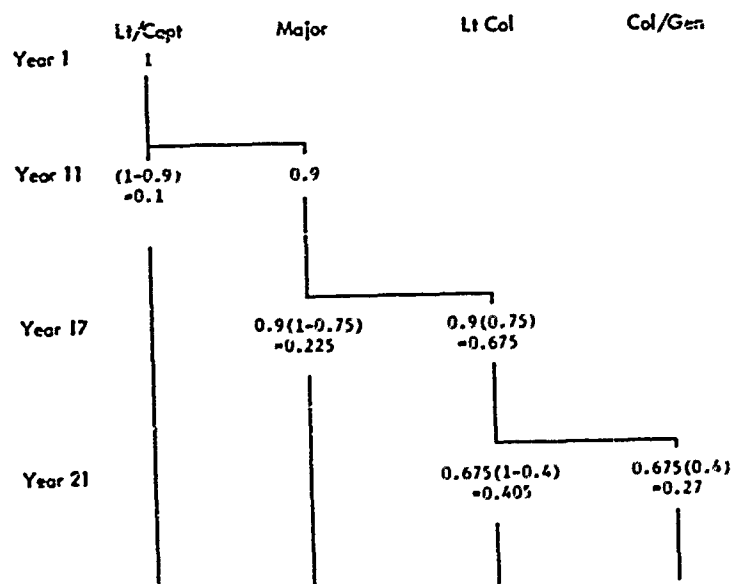 Lt/Capt Major Lt Col Col/Gen
Year 1 1
Year 11 (1-0.9) 0.9
=0.1
Year 17 0.9(1-0.75) 0.9(0.75)
=0.225 =0.675
Year 21 0.675(1-0.4) 0.675(0.4)
=0.405 =0.27